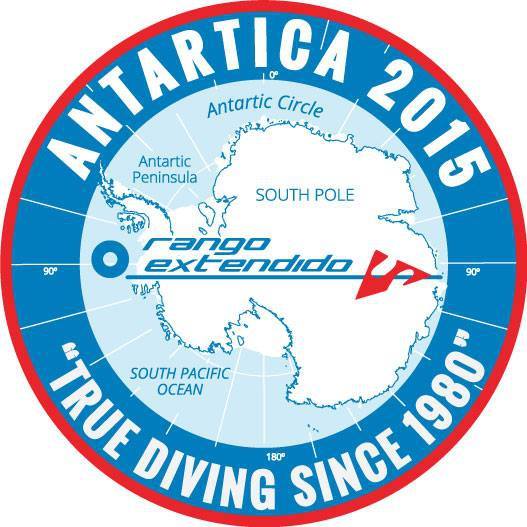 ANTARTICA 2015
0°
Antartic Circle
Antartic
Peninsula
SOUTH POLE
rango
extendido
90°
90°
SOUTH PACIFIC
OCEAN
180°
"TRUE DIVING SINCE 1980"